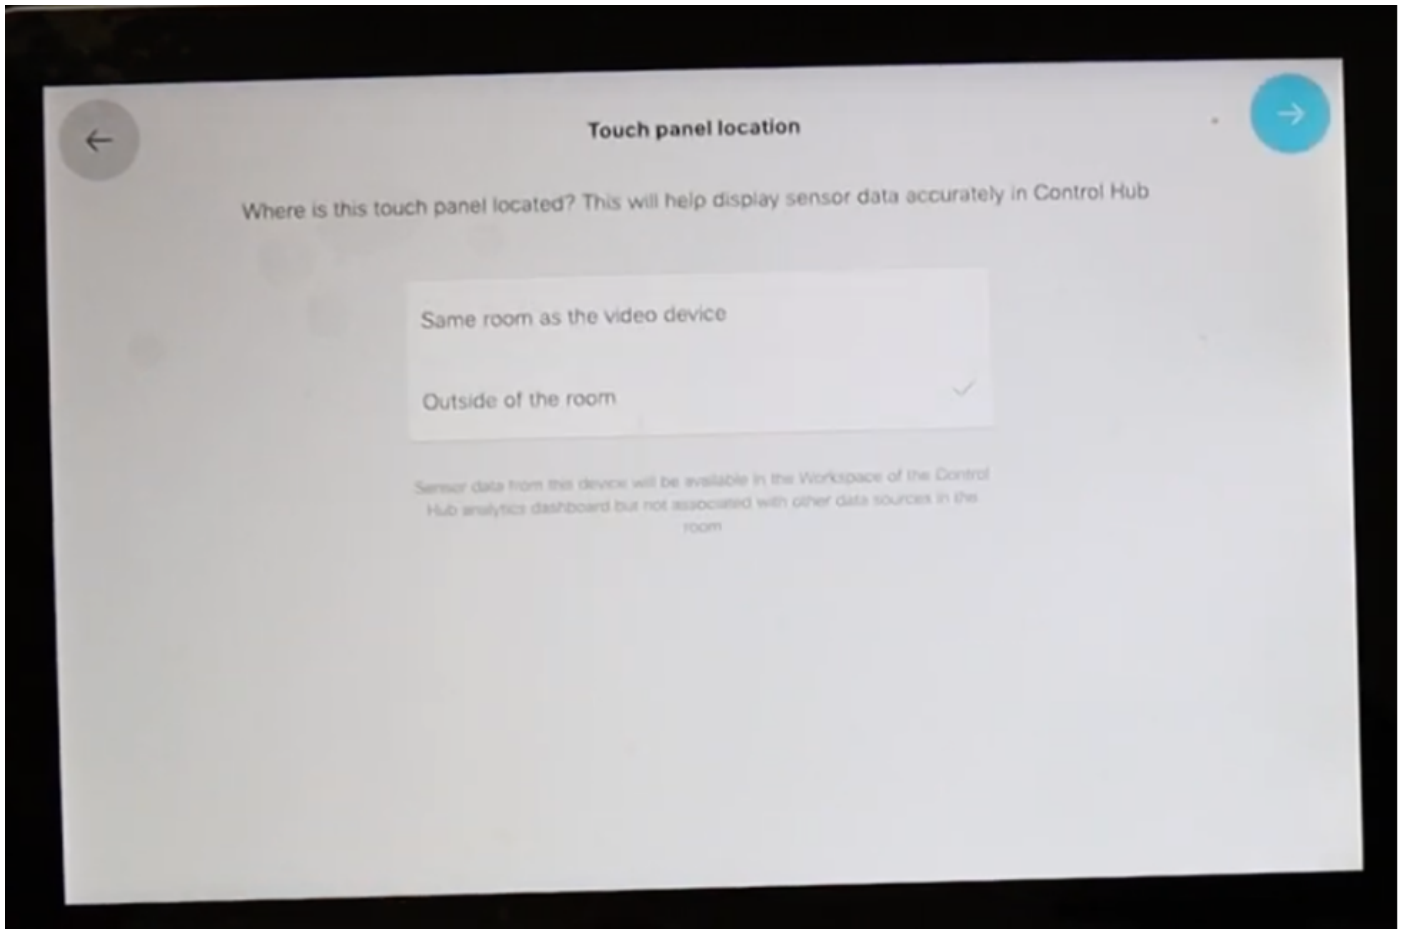 Touch panel location
Where is this touch panel located? This will help display sensor data accurately in Control Hub
Same room as the video device
Outside of the room
Sensor data from this device will be available in the Workspace of the Control
Hub analytics dashboard but not associated with other data sources in this
room